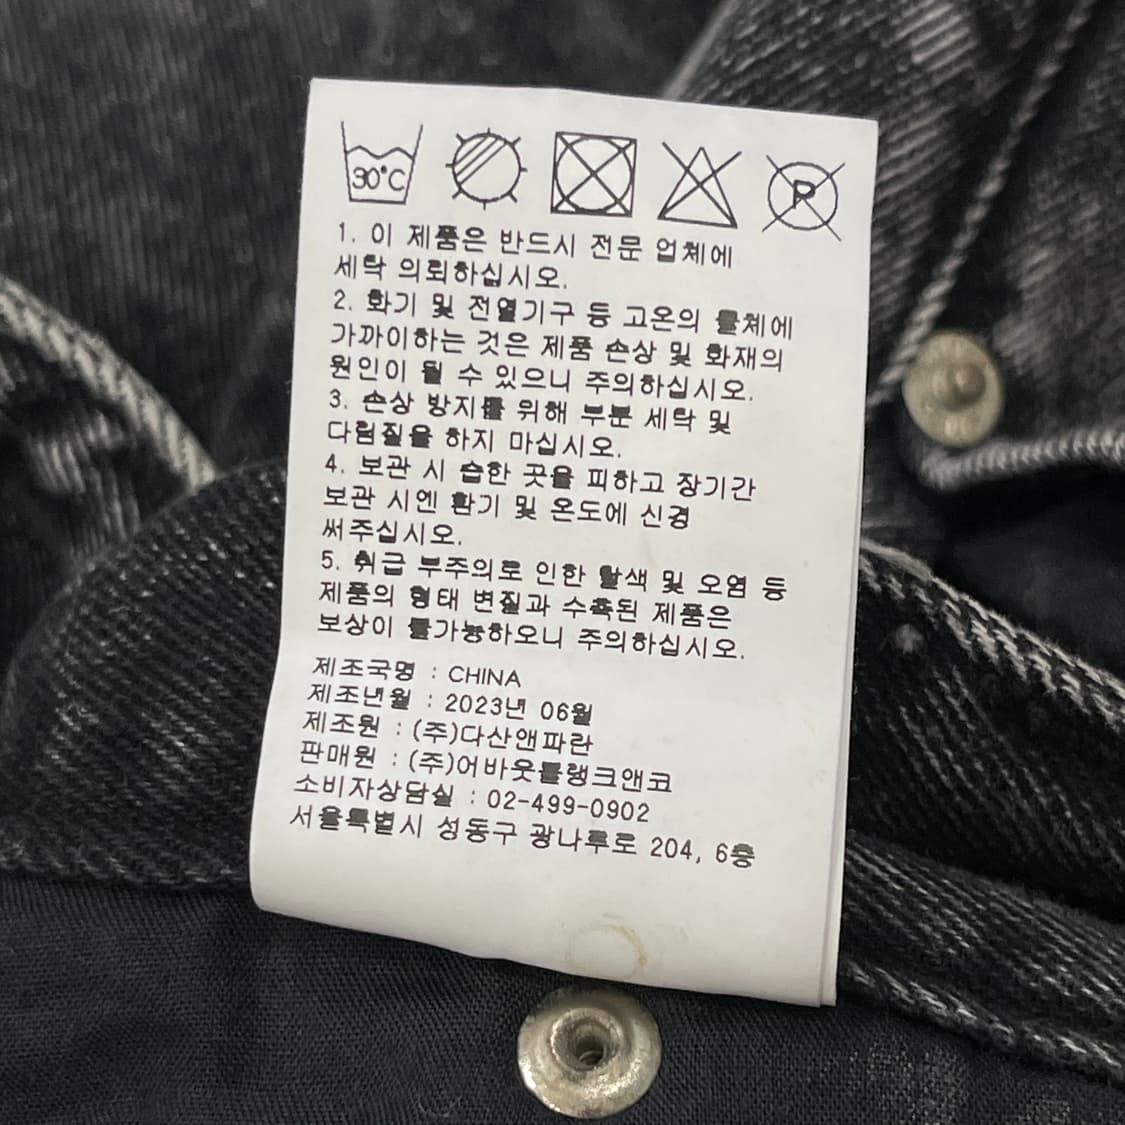 30°C
P
1. 이 제품은 반드시 전문 업체에
세탁 의뢰하십시오.
2. 화기 및 전열기구 등 고온의 물체에
가까이하는 것은 제품 손상 및 화재의
원인이 될 수 있으니 주의하십시오.
3. 손상 방지를 위해 부분 세탁 및
다림질을 하지 마십시오.
4. 보관 시 습한 곳을 피하고 장기간
보관 시엔 환기 및 온도에 신경
써주십시오.
5. 취급 부주의로 인한 탈색 및 오염 등
제품의 형태 변질과 수축된 제품은
보상이 불가능하오니 주의하십시오.
제조국명 : CHINA
제조년월 : 2023년 06월
제조원 : (주)다산앤파란
판매원 : (주)어바웃블랭크앤코
소비자상담실 : 02-499-0902
서울특별시 성동구 광나루로 204, 6층